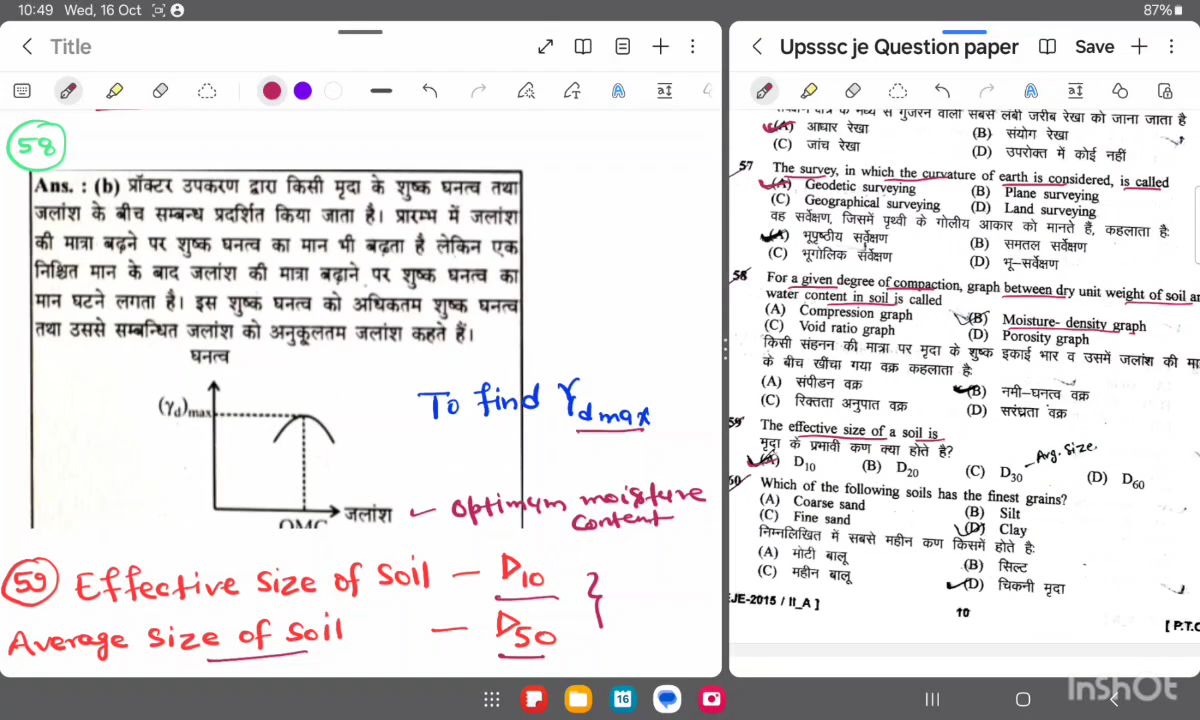 10:49 Wed, 16 Oct
87%
Title
58
Ans. : (b) प्रॉक्टर उपकरण द्वारा किसी मृदा के शुष्क घनत्व तथा
जलांश के बीच सम्बन्ध प्रदर्शित किया जाता है। प्रारम्भ में जलांश
की मात्रा बढ़ने पर शुष्क घनत्व का मान भी बढ़ता है लेकिन एक
निश्चित मान के बाद जलांश की मात्रा बढ़ाने पर शुष्क घनत्व का
मान घटने लगता है। इस शुष्क घनत्व को अधिकतम शुष्क घनत्व
तथा उससे सम्बन्धित जलांश को अनुकूलतम जलांश कहते हैं।
घनत्व
(γd)max
जलांश
OMC
To find γd max
optimum moisture
content
59 Effective size of soil – D10
Average size of soil – D50
Upsssc je Question paper
Save
के मध्य से गुजरने वाली सबसे लंबी जरीब रेखा को जाना जाता है
(A) आधार रेखा (B) संयोग रेखा
(C) जांच रेखा (D) उपरोक्त में कोई नहीं
57 The survey, in which the curvature of earth is considered, is called
(A) Geodetic surveying (B) Plane surveying
(C) Geographical surveying (D) Land surveying
वह सर्वेक्षण, जिसमें पृथ्वी के गोलीय आकार को मानते हैं, कहलाता है:
(A) भूपृष्ठीय सर्वेक्षण (B) समतल सर्वेक्षण
(C) भूगोलिक सर्वेक्षण (D) भू–सर्वेक्षण
58 For a given degree of compaction, graph between dry unit weight of soil
water content in soil is called
(A) Compression graph (B) Moisture- density graph
(C) Void ratio graph (D) Porosity graph
किसी संहनन की मात्रा पर मृदा के शुष्क इकाई भार व उसमें जलांश की
के बीच खींचा गया वक्र कहलाता है:
(A) संपीडन वक्र (B) नमी–घनत्व वक्र
(C) रिक्तता अनुपात वक्र (D) सरंध्रता वक्र
59 The effective size of a soil is
मृदा के प्रभावी कण क्या होते है?
Avg. size
(A) D10 (B) D20 (C) D30 (D) D60
60 Which of the following soils has the finest grains?
(A) Coarse sand (B) Silt
(C) Fine sand (D) Clay
निम्नलिखित में सबसे महीन कण किसमें होते है:
(A) मोटी बालू (B) सिल्ट
(C) महीन बालू (D) चिकनी मृदा
JE-2015 / II_A ] 10 [ P.T.O
16
InShOt